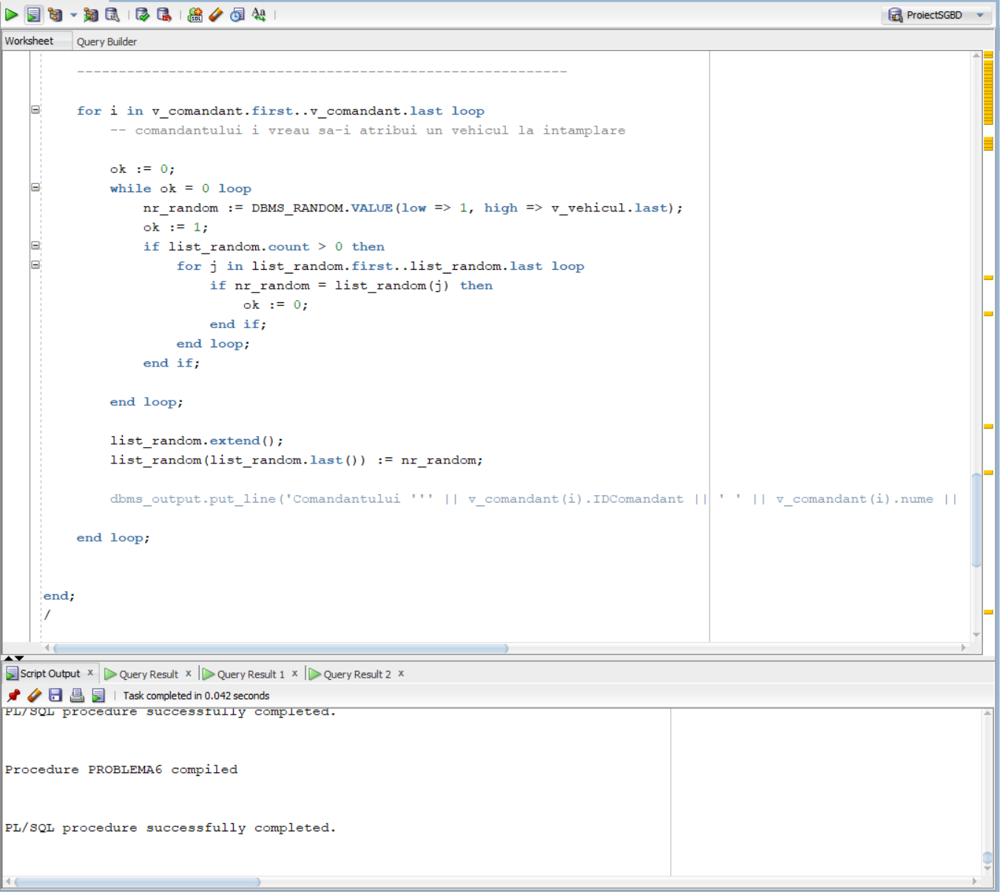 ProiectSGBD
Worksheet Query Builder
-----------------------------------------------------------
for i in v_comandant.first..v_comandant.last loop
-- comandantului i vreau sa-i atribui un vehicul la intamplare
ok := 0;
while ok = 0 loop
nr_random := DBMS_RANDOM.VALUE(low => 1, high => v_vehicul.last);
ok := 1;
if list_random.count > 0 then
for j in list_random.first..list_random.last loop
if nr_random = list_random(j) then
ok := 0;
end if;
end loop;
end if;
end loop;
list_random.extend();
list_random(list_random.last()) := nr_random;
dbms_output.put_line('Comandantului ''' || v_comandant(i).IDComandant || ' ' || v_comandant(i).nume ||
end loop;
end;
/
Script Output x Query Result x Query Result 1 x Query Result 2 x
Task completed in 0.042 seconds
PL/SQL procedure successfully completed.
Procedure PROBLEMA6 compiled
PL/SQL procedure successfully completed.